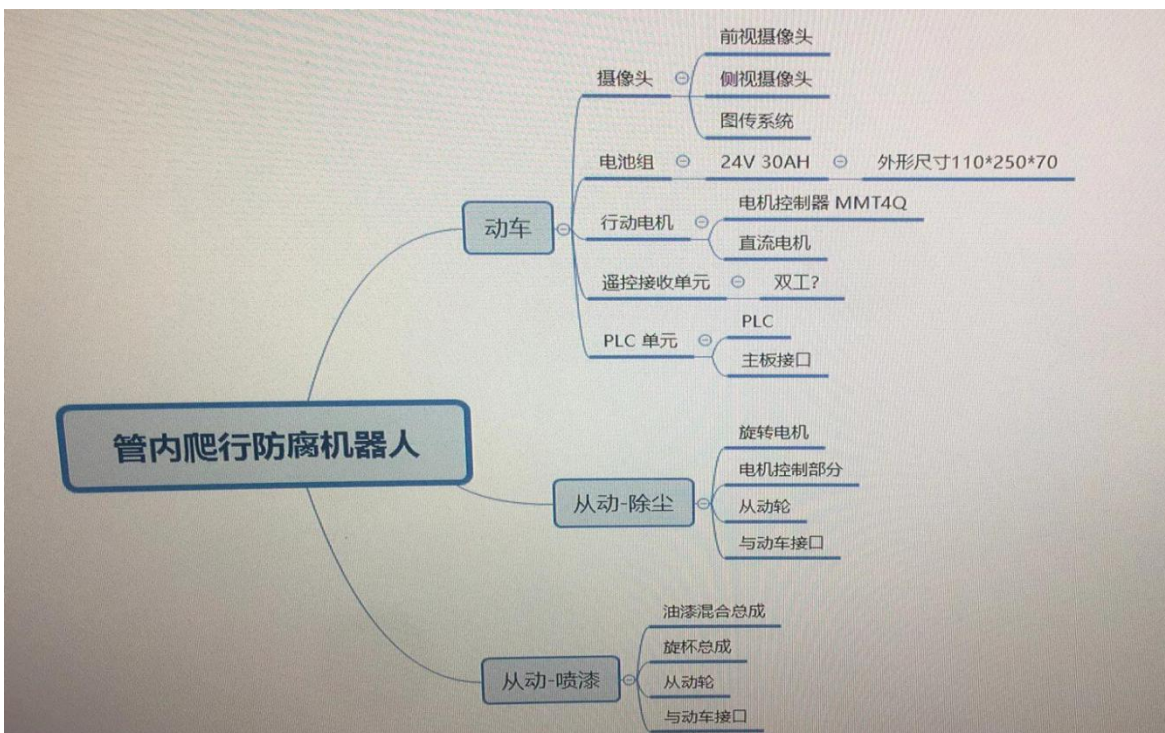 前视摄像头
摄像头
侧视摄像头
图传系统
电池组
24V 30AH
外形尺寸110*250*70
电机控制器 MMT4Q
行动电机
直流电机
动车
遥控接收单元
双工?
PLC
PLC 单元
主板接口
管内爬行防腐机器人
旋转电机
电机控制部分
从动-除尘
从动轮
与动车接口
油漆混合总成
旋杯总成
从动-喷漆
从动轮
与动车接口